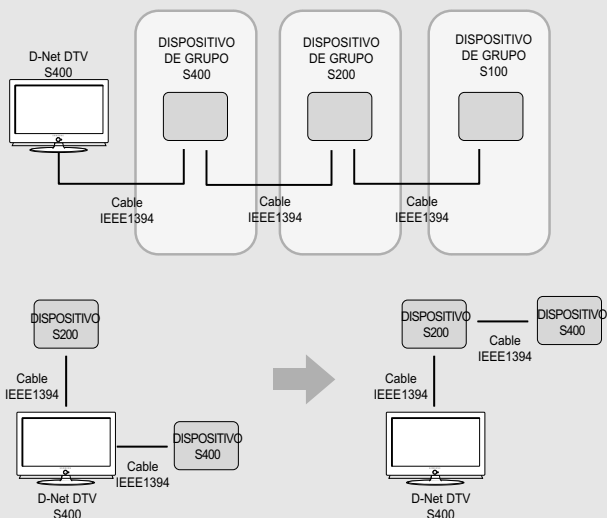 D-Net DTV
S400
DISPOSITIVO
DE GRUPO
S400
DISPOSITIVO
DE GRUPO
S200
DISPOSITIVO
DE GRUPO
S100
Cable
IEEE1394
Cable
IEEE1394
Cable
IEEE1394
DISPOSITIVO
S200
Cable
IEEE1394
DISPOSITIVO
S400
Cable
IEEE1394
D-Net DTV
S400
DISPOSITIVO
S200
DISPOSITIVO
S400
Cable
IEEE1394
Cable
IEEE1394
D-Net DTV
S400